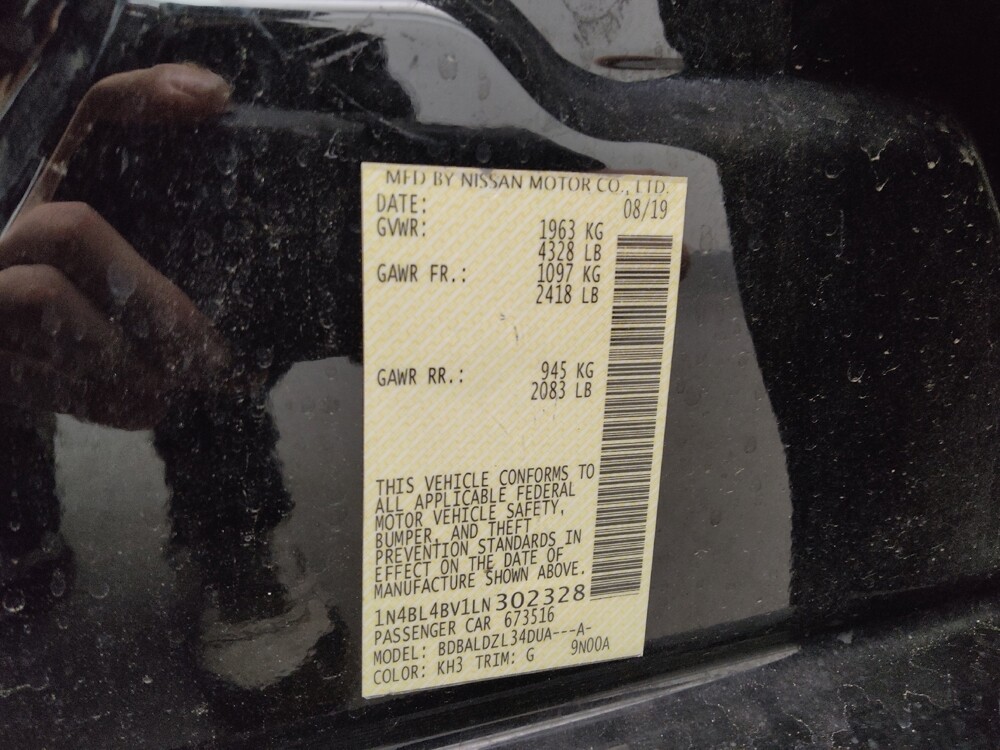 MFD BY NISSAN MOTOR CO., LTD.
DATE: 08/19
GVWR: 1963 KG
4328 LB
GAWR FR.: 1097 KG
2418 LB
GAWR RR.: 945 KG
2083 LB
THIS VEHICLE CONFORMS TO
ALL APPLICABLE FEDERAL
MOTOR VEHICLE SAFETY,
BUMPER, AND THEFT
PREVENTION STANDARDS IN
EFFECT ON THE DATE OF
MANUFACTURE SHOWN ABOVE.
1N4BL4BV1LN302328
PASSENGER CAR 673516
MODEL: BDBALDZL34DUA---A-
COLOR: KH3 TRIM: G 9N00A